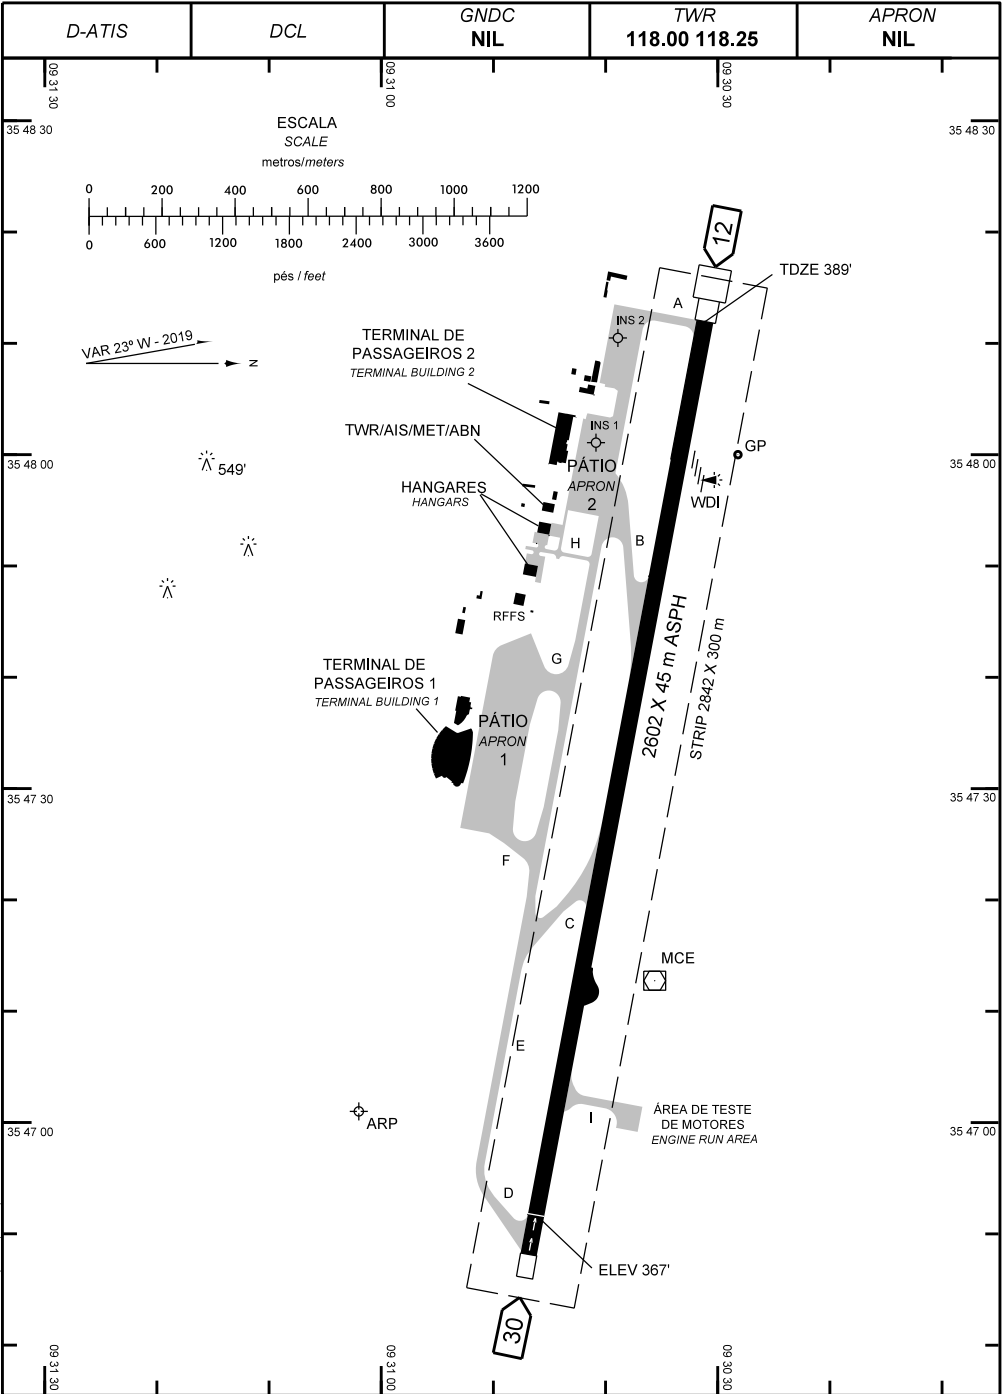 D-ATIS
DCL
GNDC
NIL
TWR
118.00 118.25
APRON
NIL
09 31 30
09 31 00
09 30 30
35 48 30
35 48 30
ESCALA
SCALE
metros/meters
0 200 400 600 800 1000 1200
0 600 1200 1800 2400 3000 3600
pés / feet
12
TDZE 389'
A
INS 2
VAR 23º W - 2019
N
TERMINAL DE
PASSAGEIROS 2
TERMINAL BUILDING 2
TWR/AIS/MET/ABN
INS 1
GP
35 48 00
549'
35 48 00
PÁTIO
APRON
2
HANGARES
HANGARS
WDI
H
B
RFFS
2602 X 45 m ASPH
STRIP 2842 X 300 m
G
TERMINAL DE
PASSAGEIROS 1
TERMINAL BUILDING 1
PÁTIO
APRON
1
35 47 30
35 47 30
F
C
MCE
E
ARP
I
ÁREA DE TESTE
DE MOTORES
ENGINE RUN AREA
35 47 00
35 47 00
D
ELEV 367'
30
09 31 30
09 31 00
09 30 30